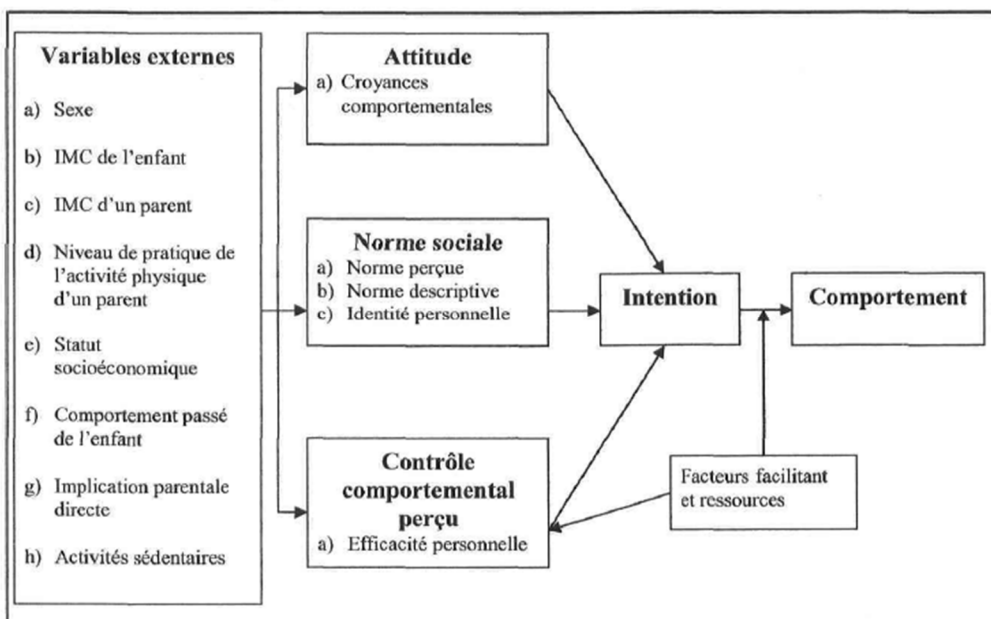 Variables externes
a) Sexe
b) IMC de l'enfant
c) IMC d'un parent
d) Niveau de pratique de
l'activité physique
d'un parent
e) Statut
socioéconomique
f) Comportement passé
de l'enfant
g) Implication parentale
directe
h) Activités sédentaires
Attitude
a) Croyances
comportementales
Norme sociale
a) Norme perçue
b) Norme descriptive
c) Identité personnelle
Contrôle
comportemental
perçu
a) Efficacité personnelle
Intention
Comportement
Facteurs facilitant
et ressources